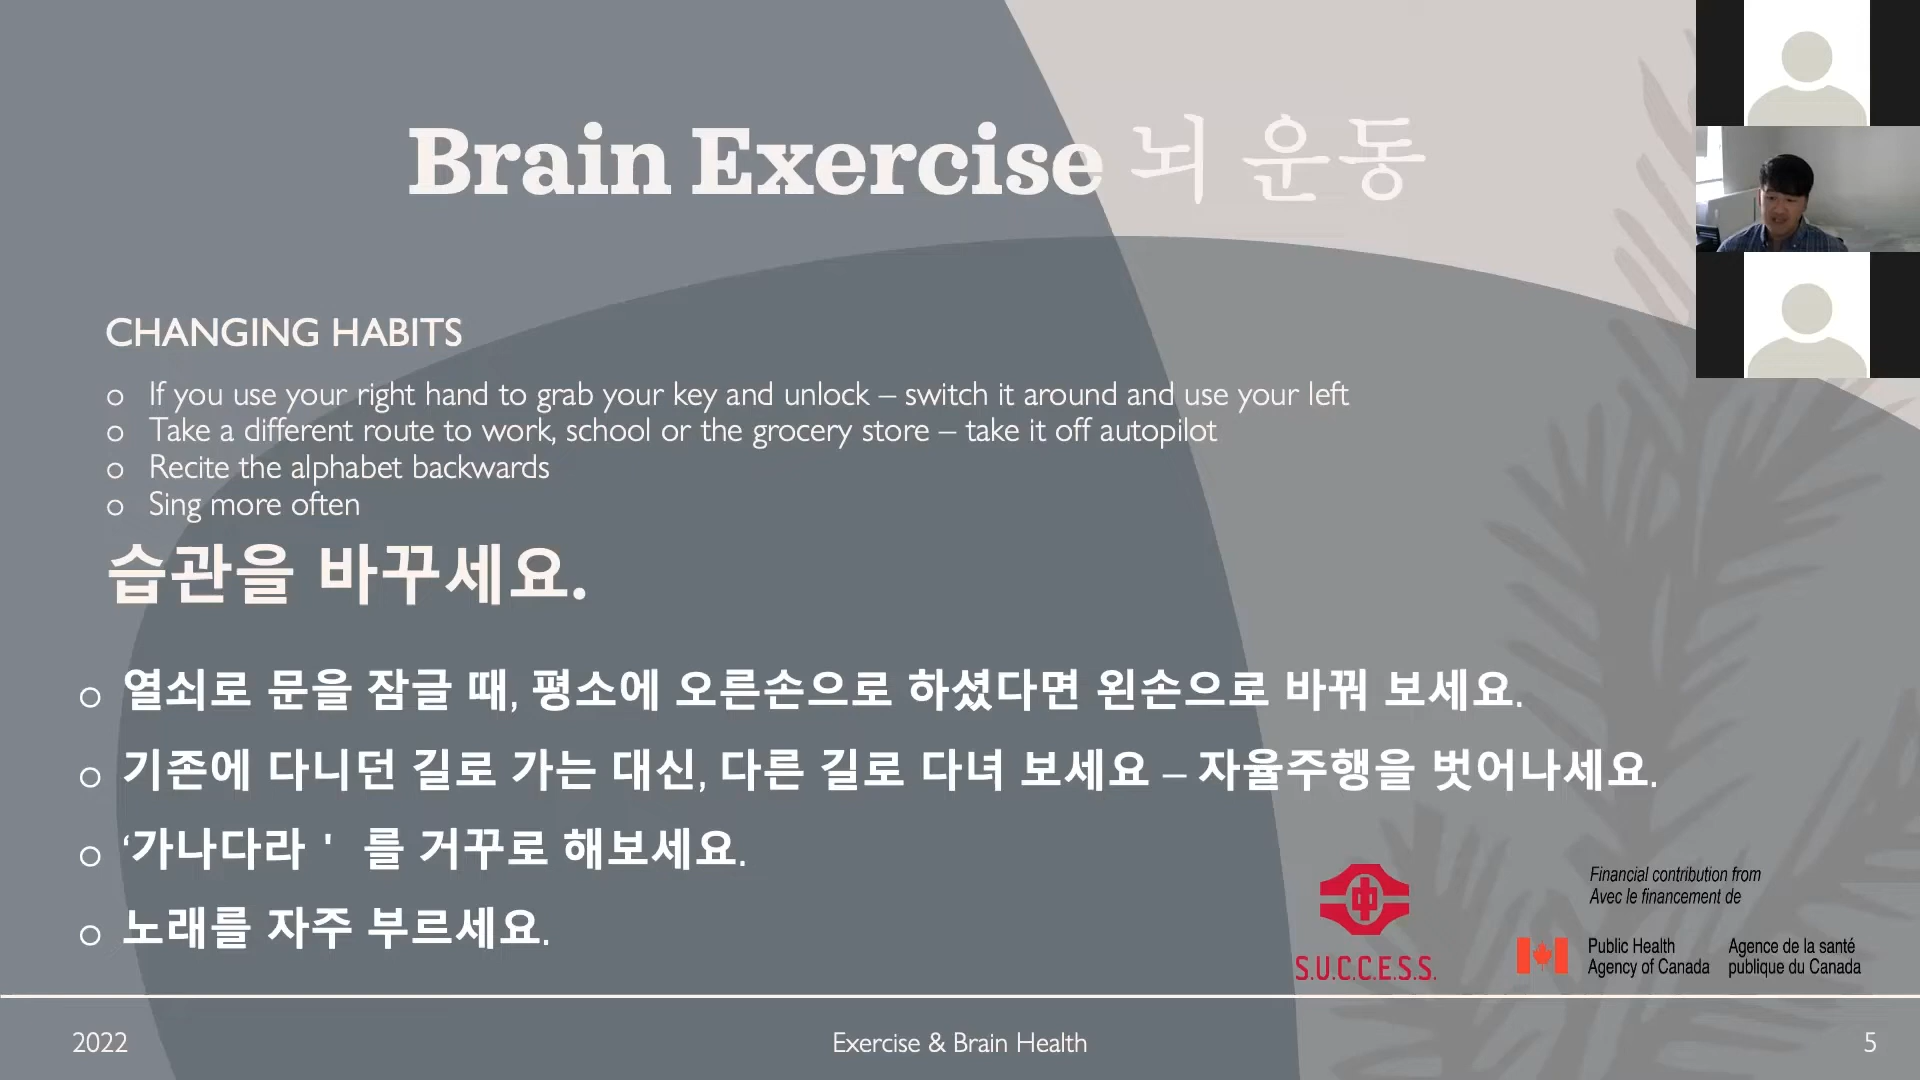 Brain Exercise 뇌 운동
CHANGING HABITS
o If you use your right hand to grab your key and unlock – switch it around and use your left
o Take a different route to work, school or the grocery store – take it off autopilot
o Recite the alphabet backwards
o Sing more often
습관을 바꾸세요.
o 열쇠로 문을 잠글 때, 평소에 오른손으로 하셨다면 왼손으로 바꿔 보세요.
o 기존에 다니던 길로 가는 대신, 다른 길로 다녀 보세요 – 자율주행을 벗어나세요.
o ‘가나다라 ' 를 거꾸로 해보세요.
o 노래를 자주 부르세요.
中
S.U.C.C.E.S.S.
Financial contribution from
Avec le financement de
Public Health
Agency of Canada
Agence de la santé
publique du Canada
2022
Exercise & Brain Health
5